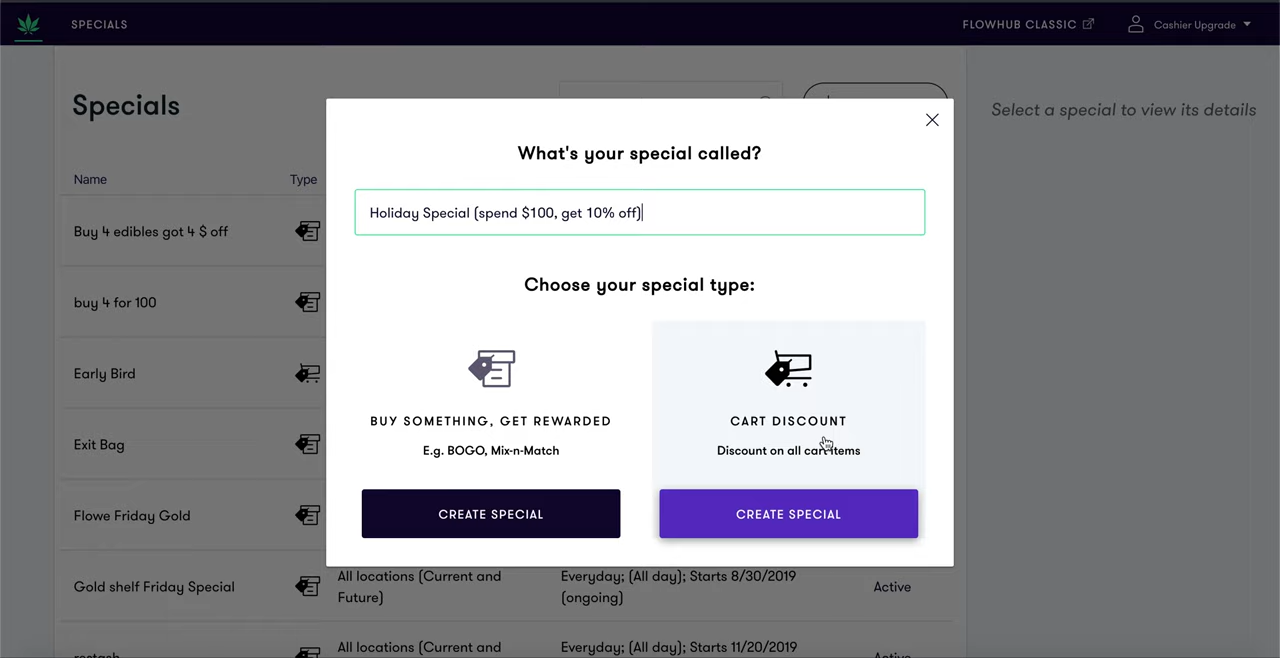 SPECIALS
FLOWHUB CLASSIC
Cashier Upgrade
Specials
Select a special to view its details
Name
Type
Buy 4 edibles got 4 $ off
buy 4 for 100
Early Bird
Exit Bag
Flowe Friday Gold
Gold shelf Friday Special
All locations (Current and
Future)
Everyday; (All day); Starts 8/30/2019
(ongoing)
Active
All locations (Current and
Everyday; (All day); Starts 11/20/2019
What's your special called?
Holiday Special (spend $100, get 10% off)
Choose your special type:
BUY SOMETHING, GET REWARDED
E.g. BOGO, Mix-n-Match
CREATE SPECIAL
CART DISCOUNT
Discount on all cart items
CREATE SPECIAL